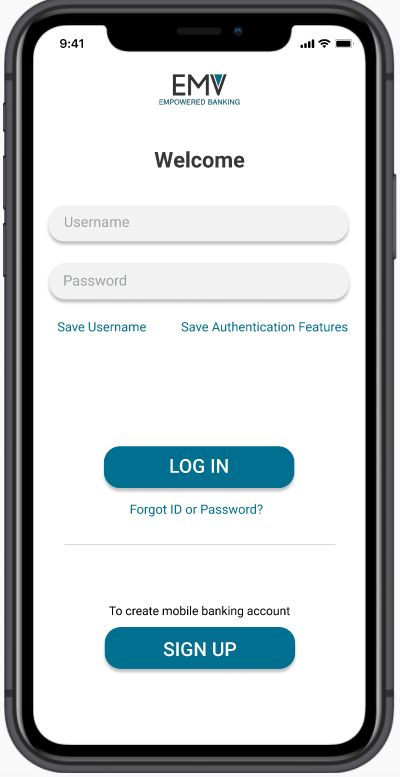 9:41
EMV
EMPOWERED BANKING
Welcome
Username
Password
Save Username Save Authentication Features
LOG IN
Forgot ID or Password?
To create mobile banking account
SIGN UP